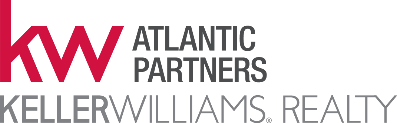 kw ATLANTIC
PARTNERS
KELLERWILLIAMS® REALTY